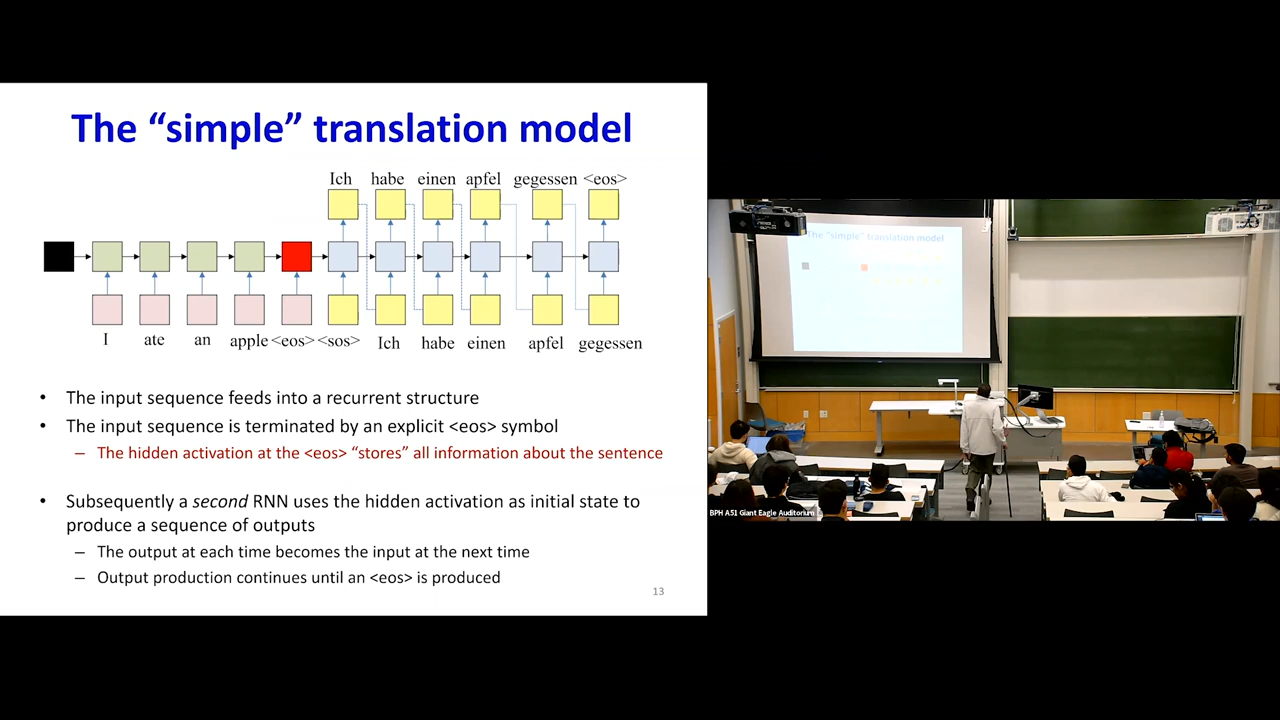 The “simple” translation model
Ich habe einen apfel gegessen <eos>
I ate an apple <eos> <sos> Ich habe einen apfel gegessen
• The input sequence feeds into a recurrent structure
• The input sequence is terminated by an explicit <eos> symbol
– The hidden activation at the <eos> “stores” all information about the sentence
• Subsequently a second RNN uses the hidden activation as initial state to
produce a sequence of outputs
– The output at each time becomes the input at the next time
– Output production continues until an <eos> is produced
13
The “simple” translation model
BPH A51 Giant Eagle Auditorium